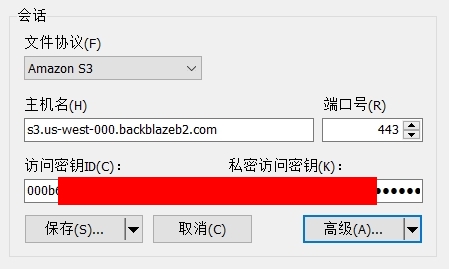 会话
文件协议(F)
Amazon S3
主机名(H) 端口号(R)
s3.us-west-000.backblazeb2.com 443
访问密钥ID(C)： 私密访问密钥(K)：
000b
保存(S)... 取消(C) 高级(A)...